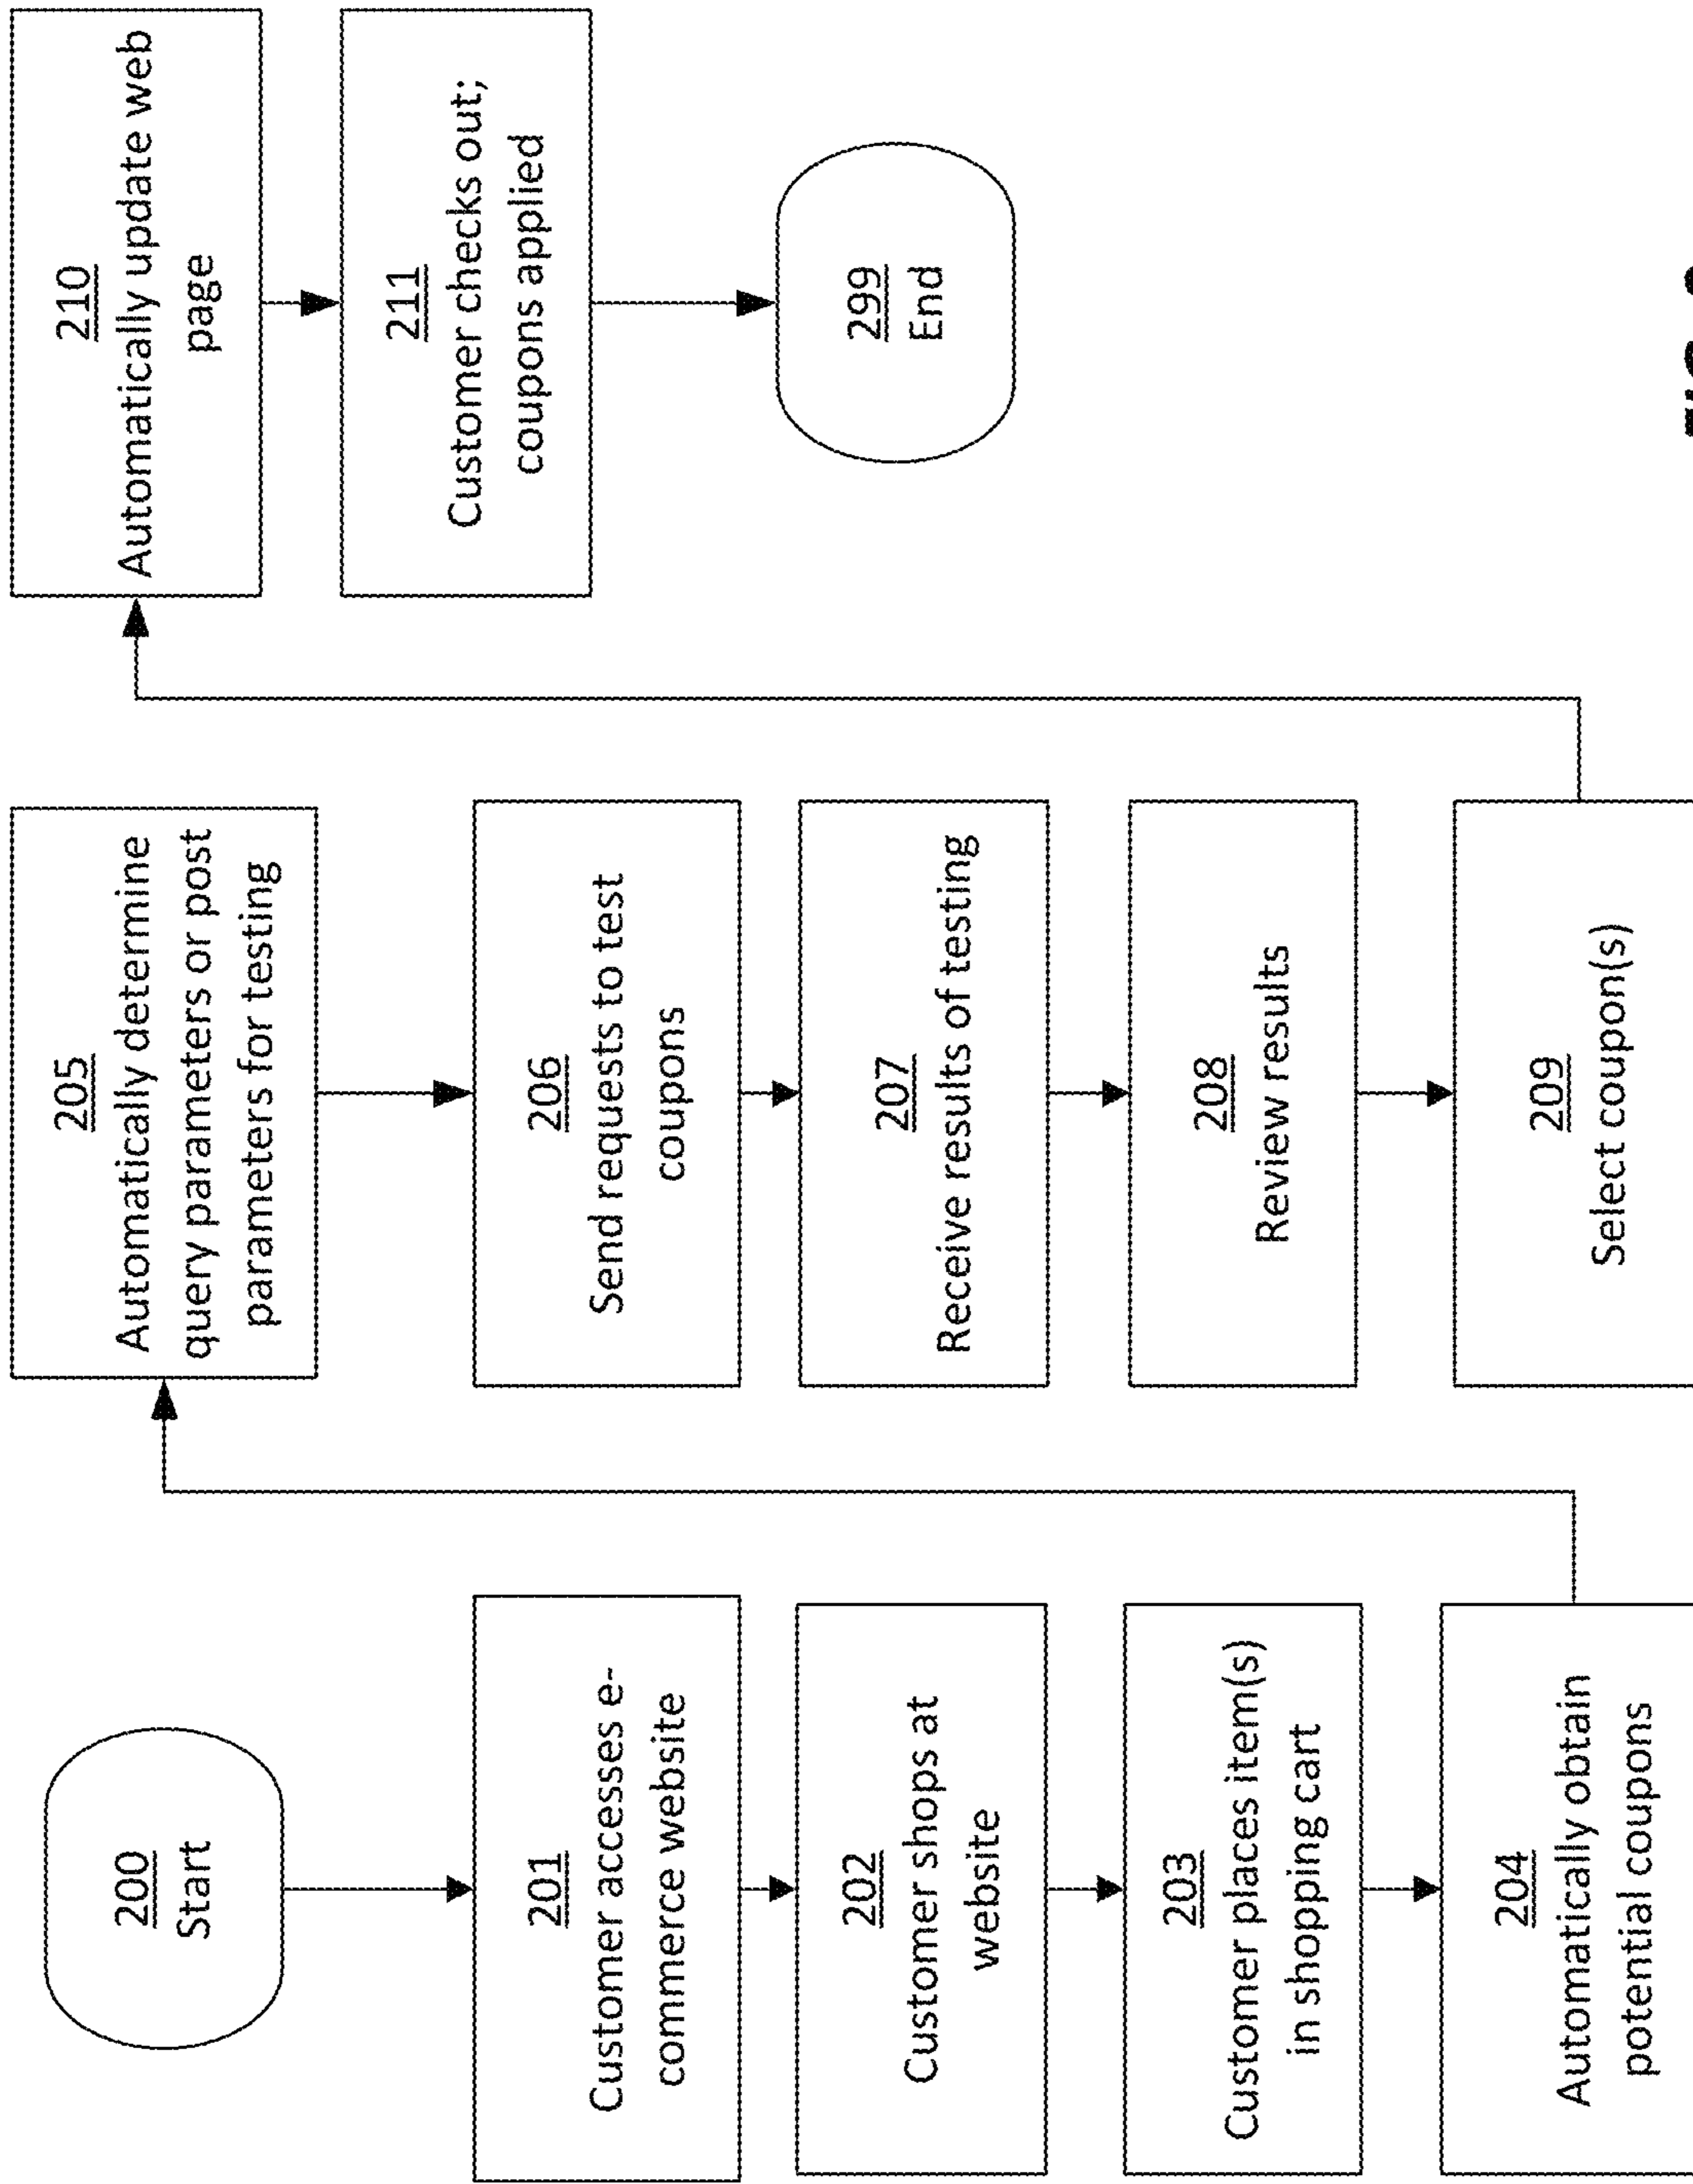 200
Start
201
Customer accesses e-
commerce website
202
Customer shops at
website
203
Customer places item(s)
in shopping cart
204
Automatically obtain
potential coupons
205
Automatically determine
query parameters or post
parameters for testing
206
Send requests to test
coupons
207
Receive results of testing
208
Review results
209
Select coupon(s)
210
Automatically update web
page
211
Customer checks out;
coupons applied
299
End